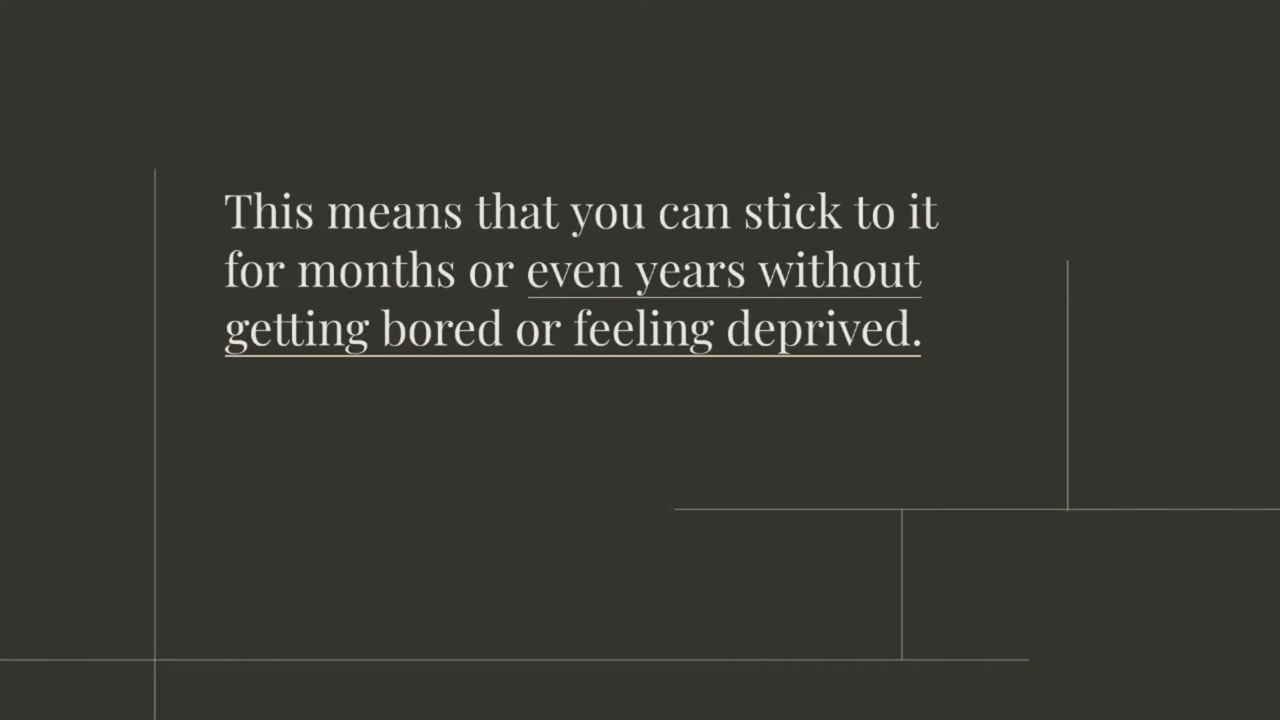 This means that you can stick to it
for months or even years without
getting bored or feeling deprived.